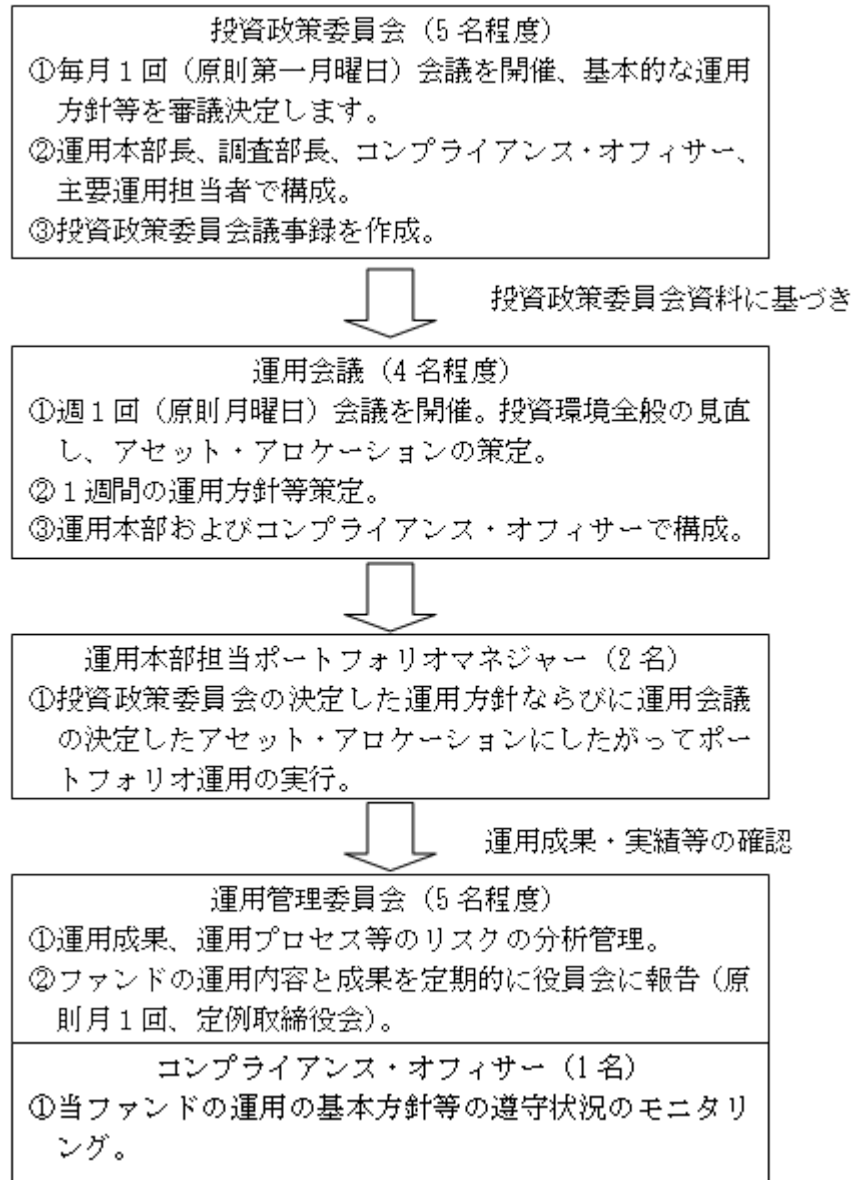 投資政策委員会（5名程度）
①毎月1回（原則第一月曜日）会議を開催、基本的な運用
方針等を審議決定します。
②運用本部長、調査部長、コンプライアンス・オフィサー、
主要運用担当者で構成。
③投資政策委員会議事録を作成。
投資政策委員会資料に基づき
運用会議（4名程度）
①週1回（原則月曜日）会議を開催。投資環境全般の見直
し、アセット・アロケーションの策定。
②1週間の運用方針等策定。
③運用本部およびコンプライアンス・オフィサーで構成。
運用本部担当ポートフォリオマネジャー（2名）
①投資政策委員会の決定した運用方針ならびに運用会議
の決定したアセット・アロケーションにしたがってポー
トフォリオ運用の実行。
運用成果・実績等の確認
運用管理委員会（5名程度）
①運用成果、運用プロセス等のリスクの分析管理。
②ファンドの運用内容と成果を定期的に役員会に報告（原
則月1回、定例取締役会）。
コンプライアンス・オフィサー（1名）
①当ファンドの運用の基本方針等の遵守状況のモニタリ
ング。